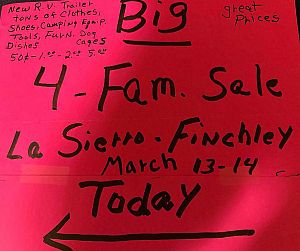 New R.V. Trailer
tons of Clothes,
Shoes, Camping Equip.
Tools, Furn. Dog
Dishes Cages
50¢-1.00-2.00 5.00
Big
great
Prices
4-Fam. Sale
La Sierra-Finchley
March 13-14
Today